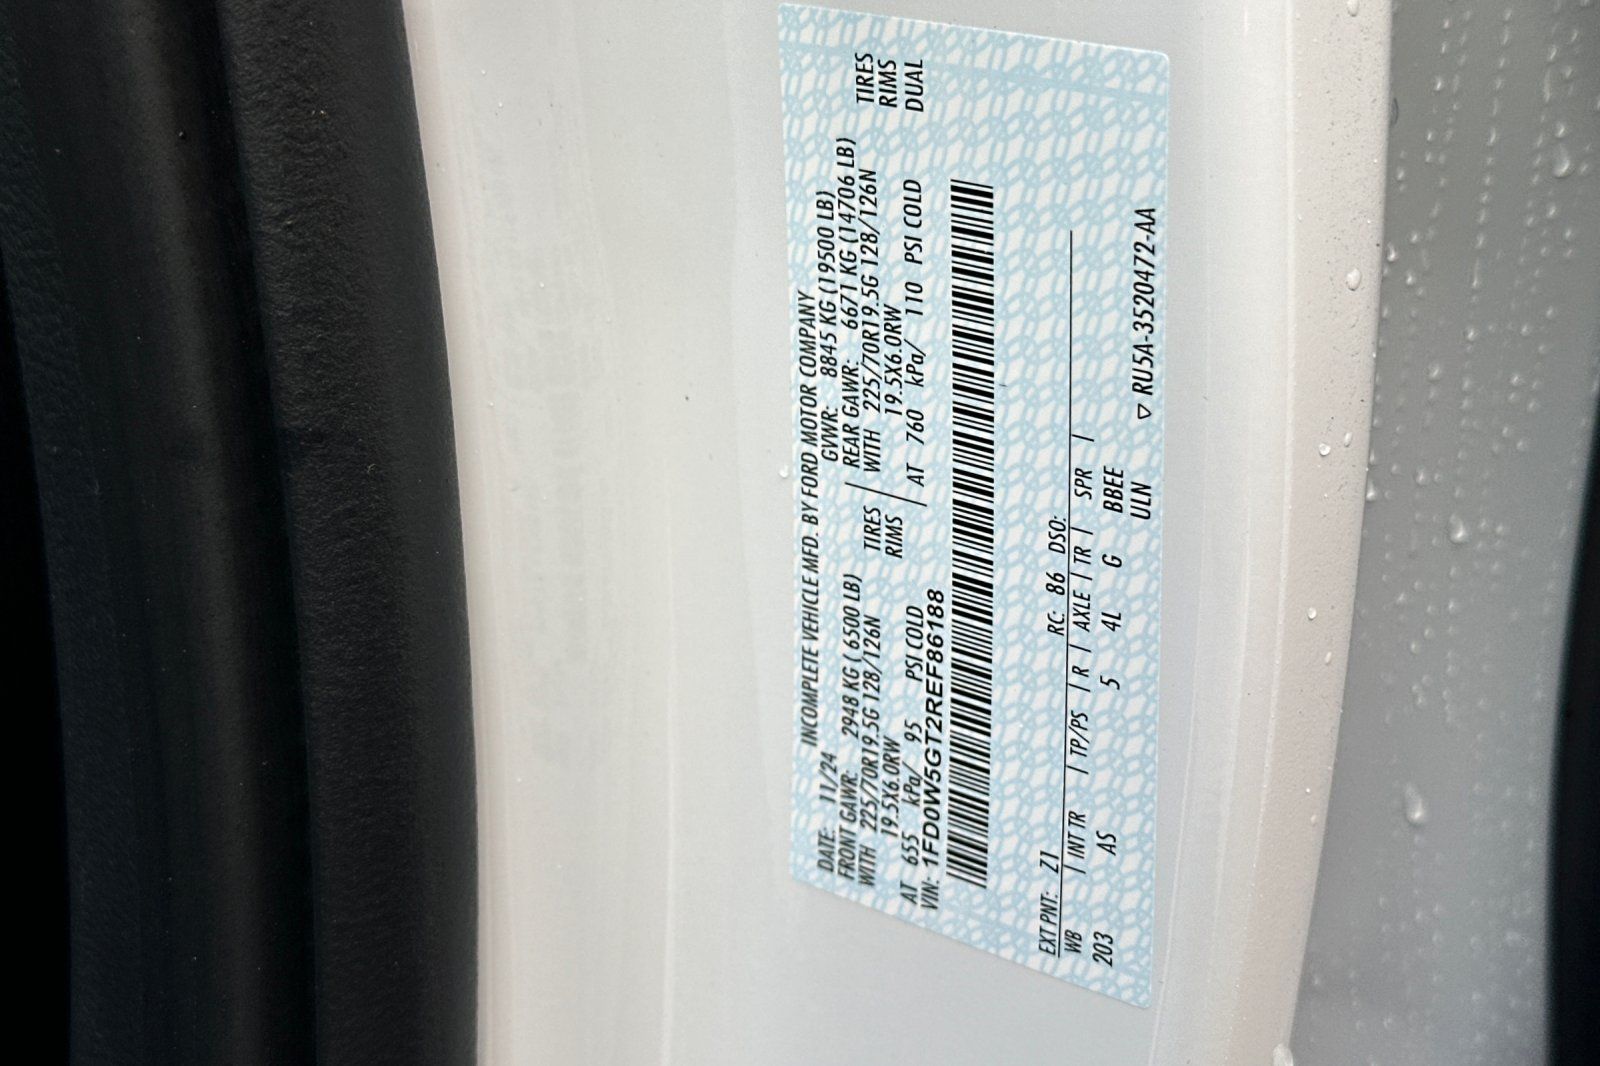 INCOMPLETE VEHICLE MFD. BY FORD MOTOR COMPANY
DATE: 11/24 GVWR: 8845 KG (19500 LB)
FRONT GAWR: 2948 KG ( 6500 LB) REAR GAWR: 6671 KG (14706 LB)
WITH 225/70R19.5G 128/126N TIRES WITH 225/70R19.5G 128/126N TIRES
19.5X6.0RW RIMS 19.5X6.0RW RIMS
AT 655 kPa/ 95 PSI COLD AT 760 kPa/ 110 PSI COLD DUAL
VIN: 1FD0W5GT2REF86188
EXT PNT: Z1 RC: 86 DSO:
WB | INT TR | TP/PS | R | AXLE | TR | SPR |
203 AS 5 4L G BBEE
ULN
▽ RU5A-3520472-AA